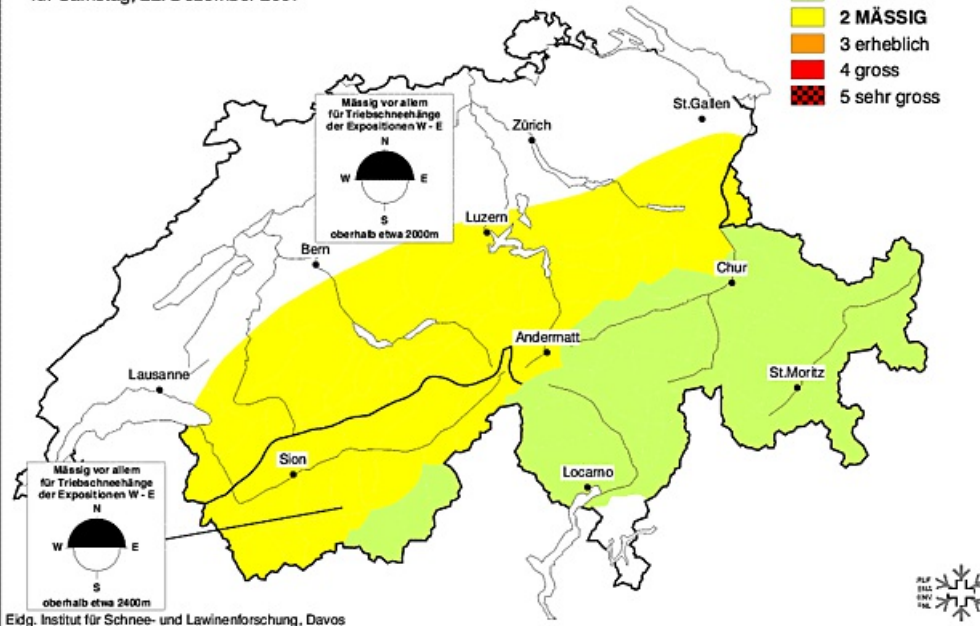 2 MÄSSIG
3 erheblich
4 gross
5 sehr gross
St.Gallen
Zürich
Mässig vor allem
für Triebschneehänge
der Expositionen W - E
N
W E
S
oberhalb etwa 2000m
Luzern
Bern
Chur
Andermatt
Lausanne
St.Moritz
Sion
Locarno
Mässig vor allem
für Triebschneehänge
der Expositionen W - E
N
W E
S
oberhalb etwa 2400m
SLF
Eidg. Institut für Schnee- und Lawinenforschung, Davos